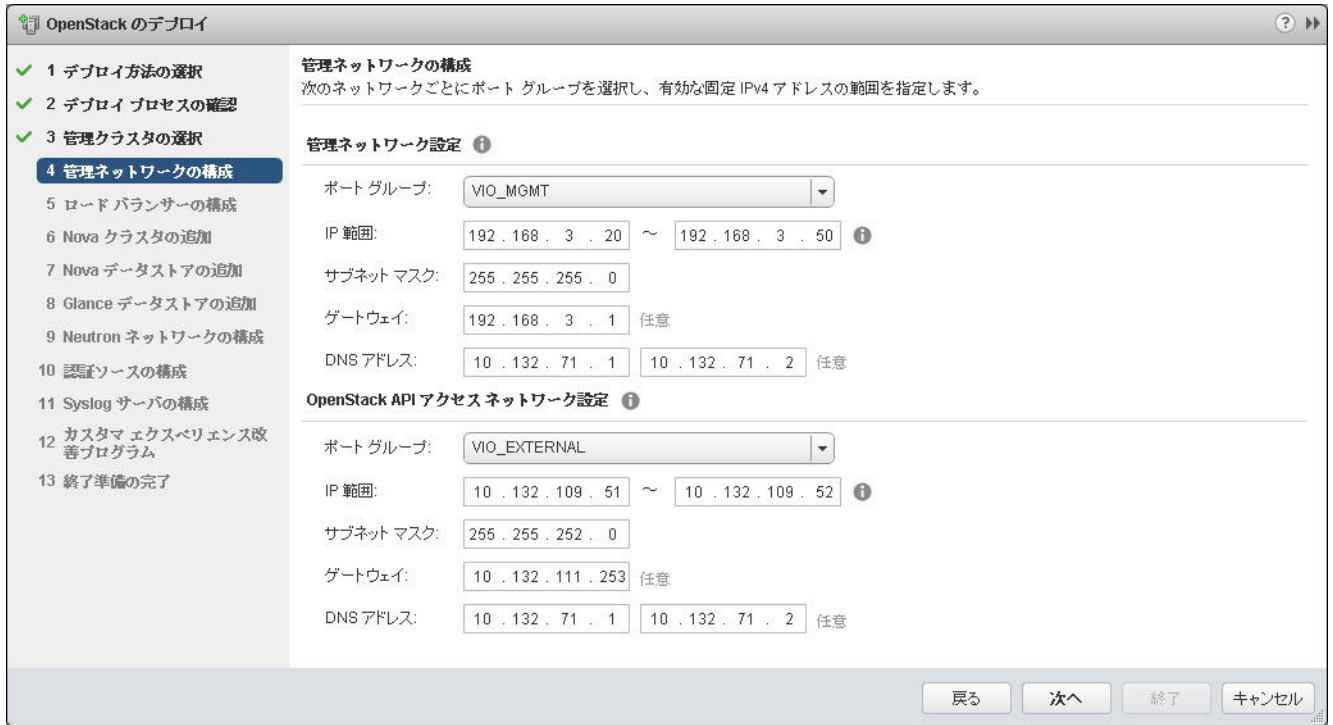 OpenStack のデプロイ
?
1 デプロイ方法の選択
2 デプロイ プロセスの確認
3 管理クラスタの選択
4 管理ネットワークの構成
5 ロード バランサーの構成
6 Nova クラスタの追加
7 Nova データストアの追加
8 Glance データストアの追加
9 Neutron ネットワークの構成
10 認証ソースの構成
11 Syslog サーバの構成
12 カスタマ エクスペリエンス改
善プログラム
13 終了準備の完了
管理ネットワークの構成
次のネットワークごとにポート グループを選択し、有効な固定 IPv4 アドレスの範囲を指定します。
管理ネットワーク設定
ポート グループ: VIO_MGMT
IP 範囲: 192 . 168 . 3 . 20 ~ 192 . 168 . 3 . 50
サブネット マスク: 255 . 255 . 255 . 0
ゲートウェイ: 192 . 168 . 3 . 1 任意
DNS アドレス: 10 . 132 . 71 . 1 10 . 132 . 71 . 2 任意
OpenStack API アクセス ネットワーク設定
ポート グループ: VIO_EXTERNAL
IP 範囲: 10 . 132 . 109 . 51 ~ 10 . 132 . 109 . 52
サブネット マスク: 255 . 255 . 252 . 0
ゲートウェイ: 10 . 132 . 111 . 253 任意
DNS アドレス: 10 . 132 . 71 . 1 10 . 132 . 71 . 2 任意
戻る 次へ 終了 キャンセル